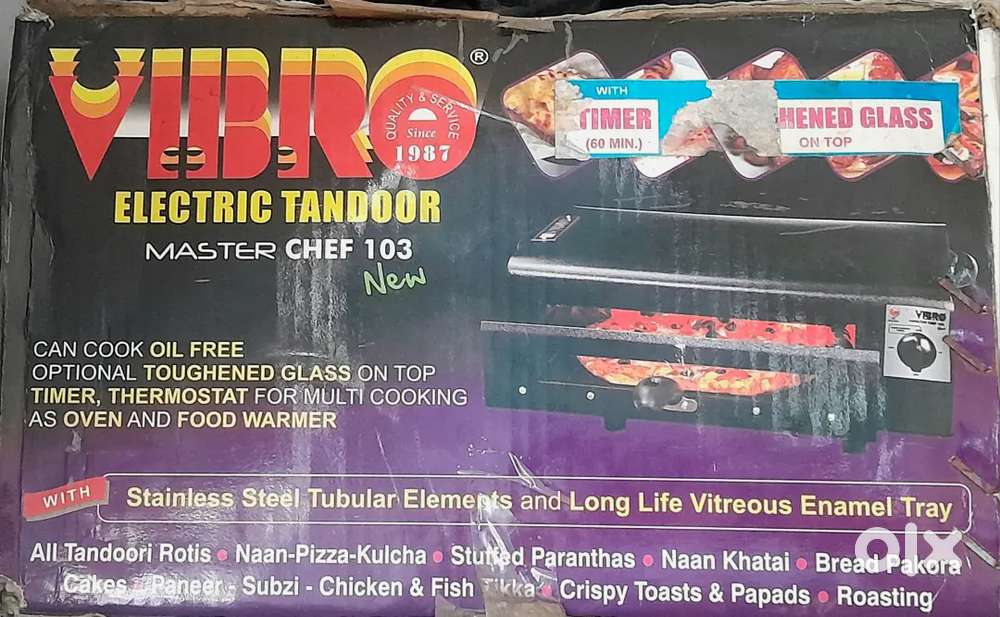 VIBRO®
QUALITY & SERVICE
Since
1987
WITH
TIMER
(60 MIN.)
HENED GLASS
ON TOP
ELECTRIC TANDOOR
MASTER CHEF 103
New
VIBRO
CAN COOK OIL FREE
OPTIONAL TOUGHENED GLASS ON TOP
TIMER, THERMOSTAT FOR MULTI COOKING
AS OVEN AND FOOD WARMER
WITH
Stainless Steel Tubular Elements and Long Life Vitreous Enamel Tray
All Tandoori Rotis • Naan-Pizza-Kulcha • Stuffed Paranthas • Naan Khatai • Bread Pakora
Cakes - Paneer - Subzi - Chicken & Fish Tikka • Crispy Toasts & Papads • Roasting
olx